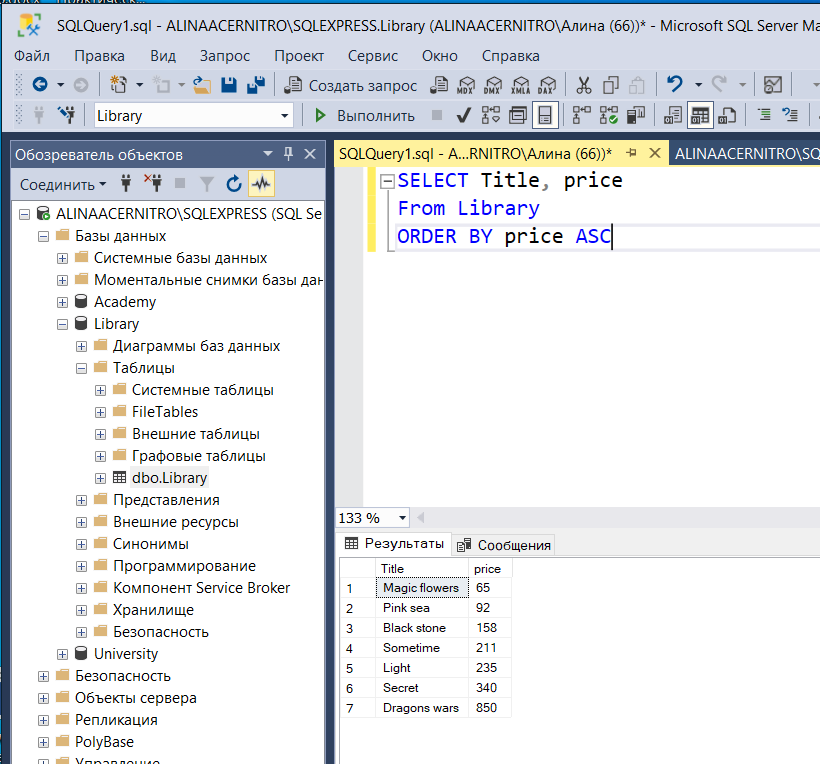 SQLQuery1.sql - ALINAACERNITRO\SQLEXPRESS.Library (ALINAACERNITRO\Алина (66))* - Microsoft SQL Server Ma
Файл Правка Вид Запрос Проект Сервис Окно Справка
Создать запрос MDX DMX XMLA DAX
Library Выполнить
Обозреватель объектов
Соединить
ALINAACERNITRO\SQLEXPRESS (SQL Se
Базы данных
Системные базы данных
Моментальные снимки базы дан
Academy
Library
Диаграммы баз данных
Таблицы
Системные таблицы
FileTables
Внешние таблицы
Графовые таблицы
dbo.Library
Представления
Внешние ресурсы
Синонимы
Программирование
Компонент Service Broker
Хранилище
Безопасность
University
Безопасность
Объекты сервера
Репликация
PolyBase
Управление
SQLQuery1.sql - A...RNITRO\Алина (66))* ALINAACERNITRO\SQ
SELECT Title, price
From Library
ORDER BY price ASC
133 %
Результаты Сообщения
Title price
1 Magic flowers 65
2 Pink sea 92
3 Black stone 158
4 Sometime 211
5 Light 235
6 Secret 340
7 Dragons wars 850